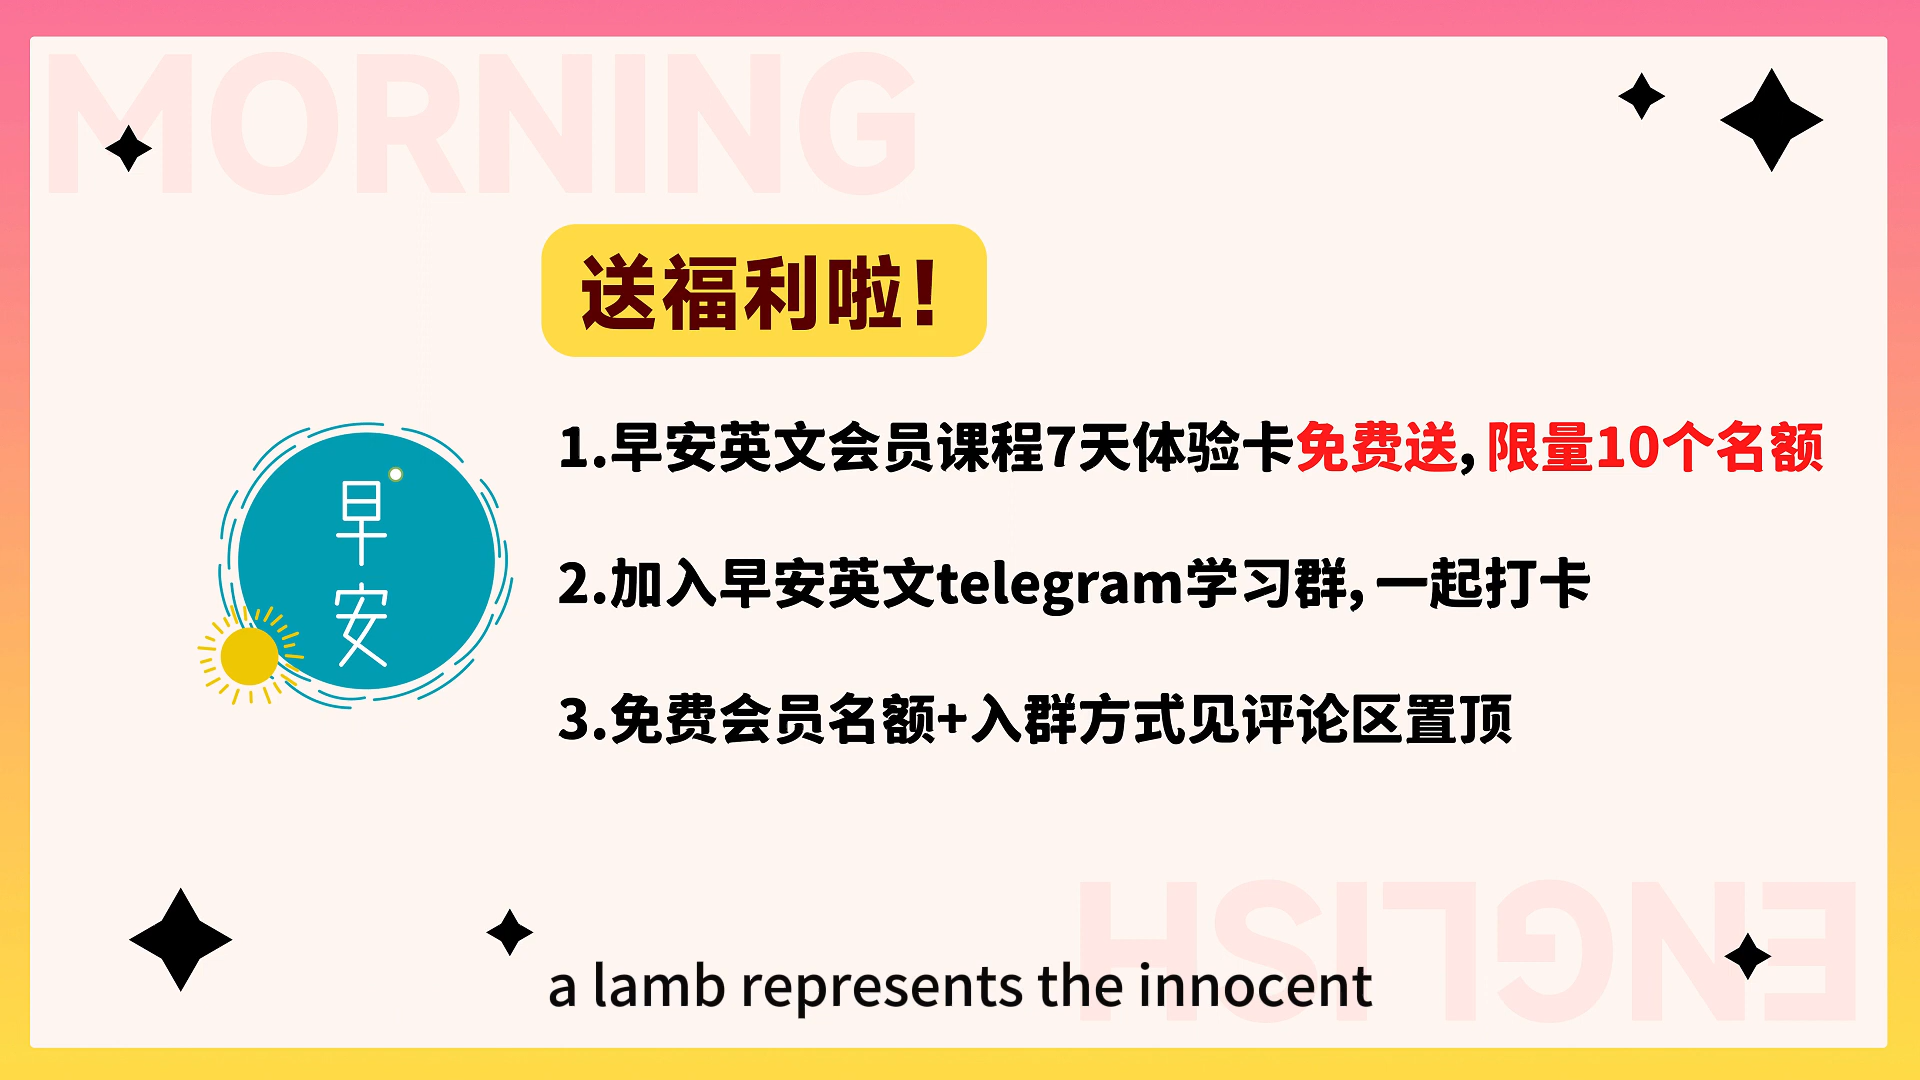 MORNING
送福利啦!
1.早安英文会员课程7天体验卡免费送,限量10个名额
早安
2.加入早安英文telegram学习群,一起打卡
3.免费会员名额+入群方式见评论区置顶
ENGLISH
a lamb represents the innocent